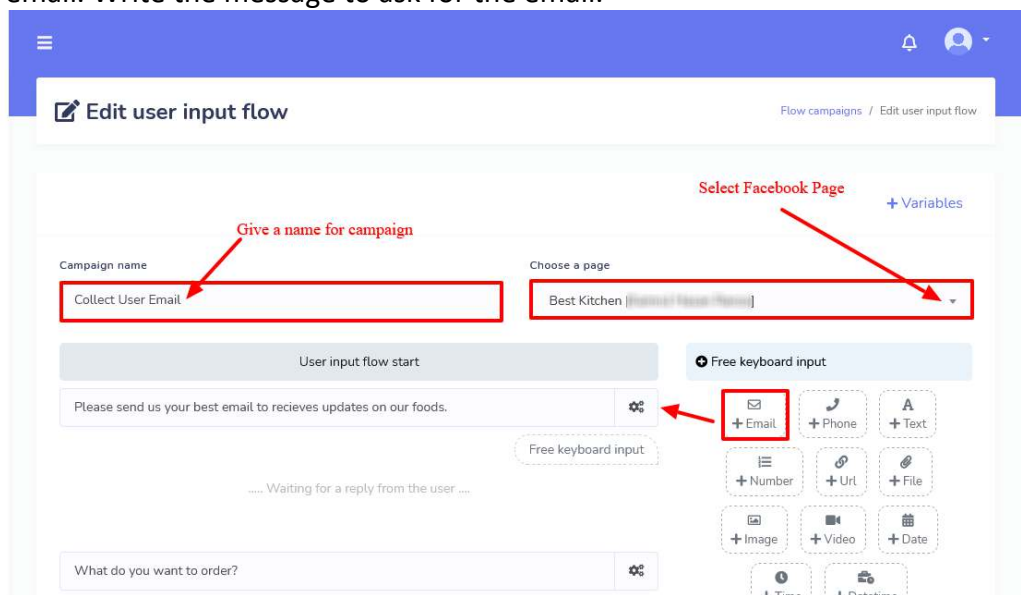 email. Write the message to ask for the email.
Edit user input flow
Flow campaigns / Edit user input flow
Select Facebook Page
+ Variables
Give a name for campaign
Campaign name
Choose a page
Collect User Email
Best Kitchen [
User input flow start
Free keyboard input
Please send us your best email to recieves updates on our foods.
+ Email
+ Phone
+ Text
Free keyboard input
..... Waiting for a reply from the user ....
+ Number
+ Url
+ File
+ Image
+ Video
+ Date
What do you want to order?
+ Time
+ Datetime